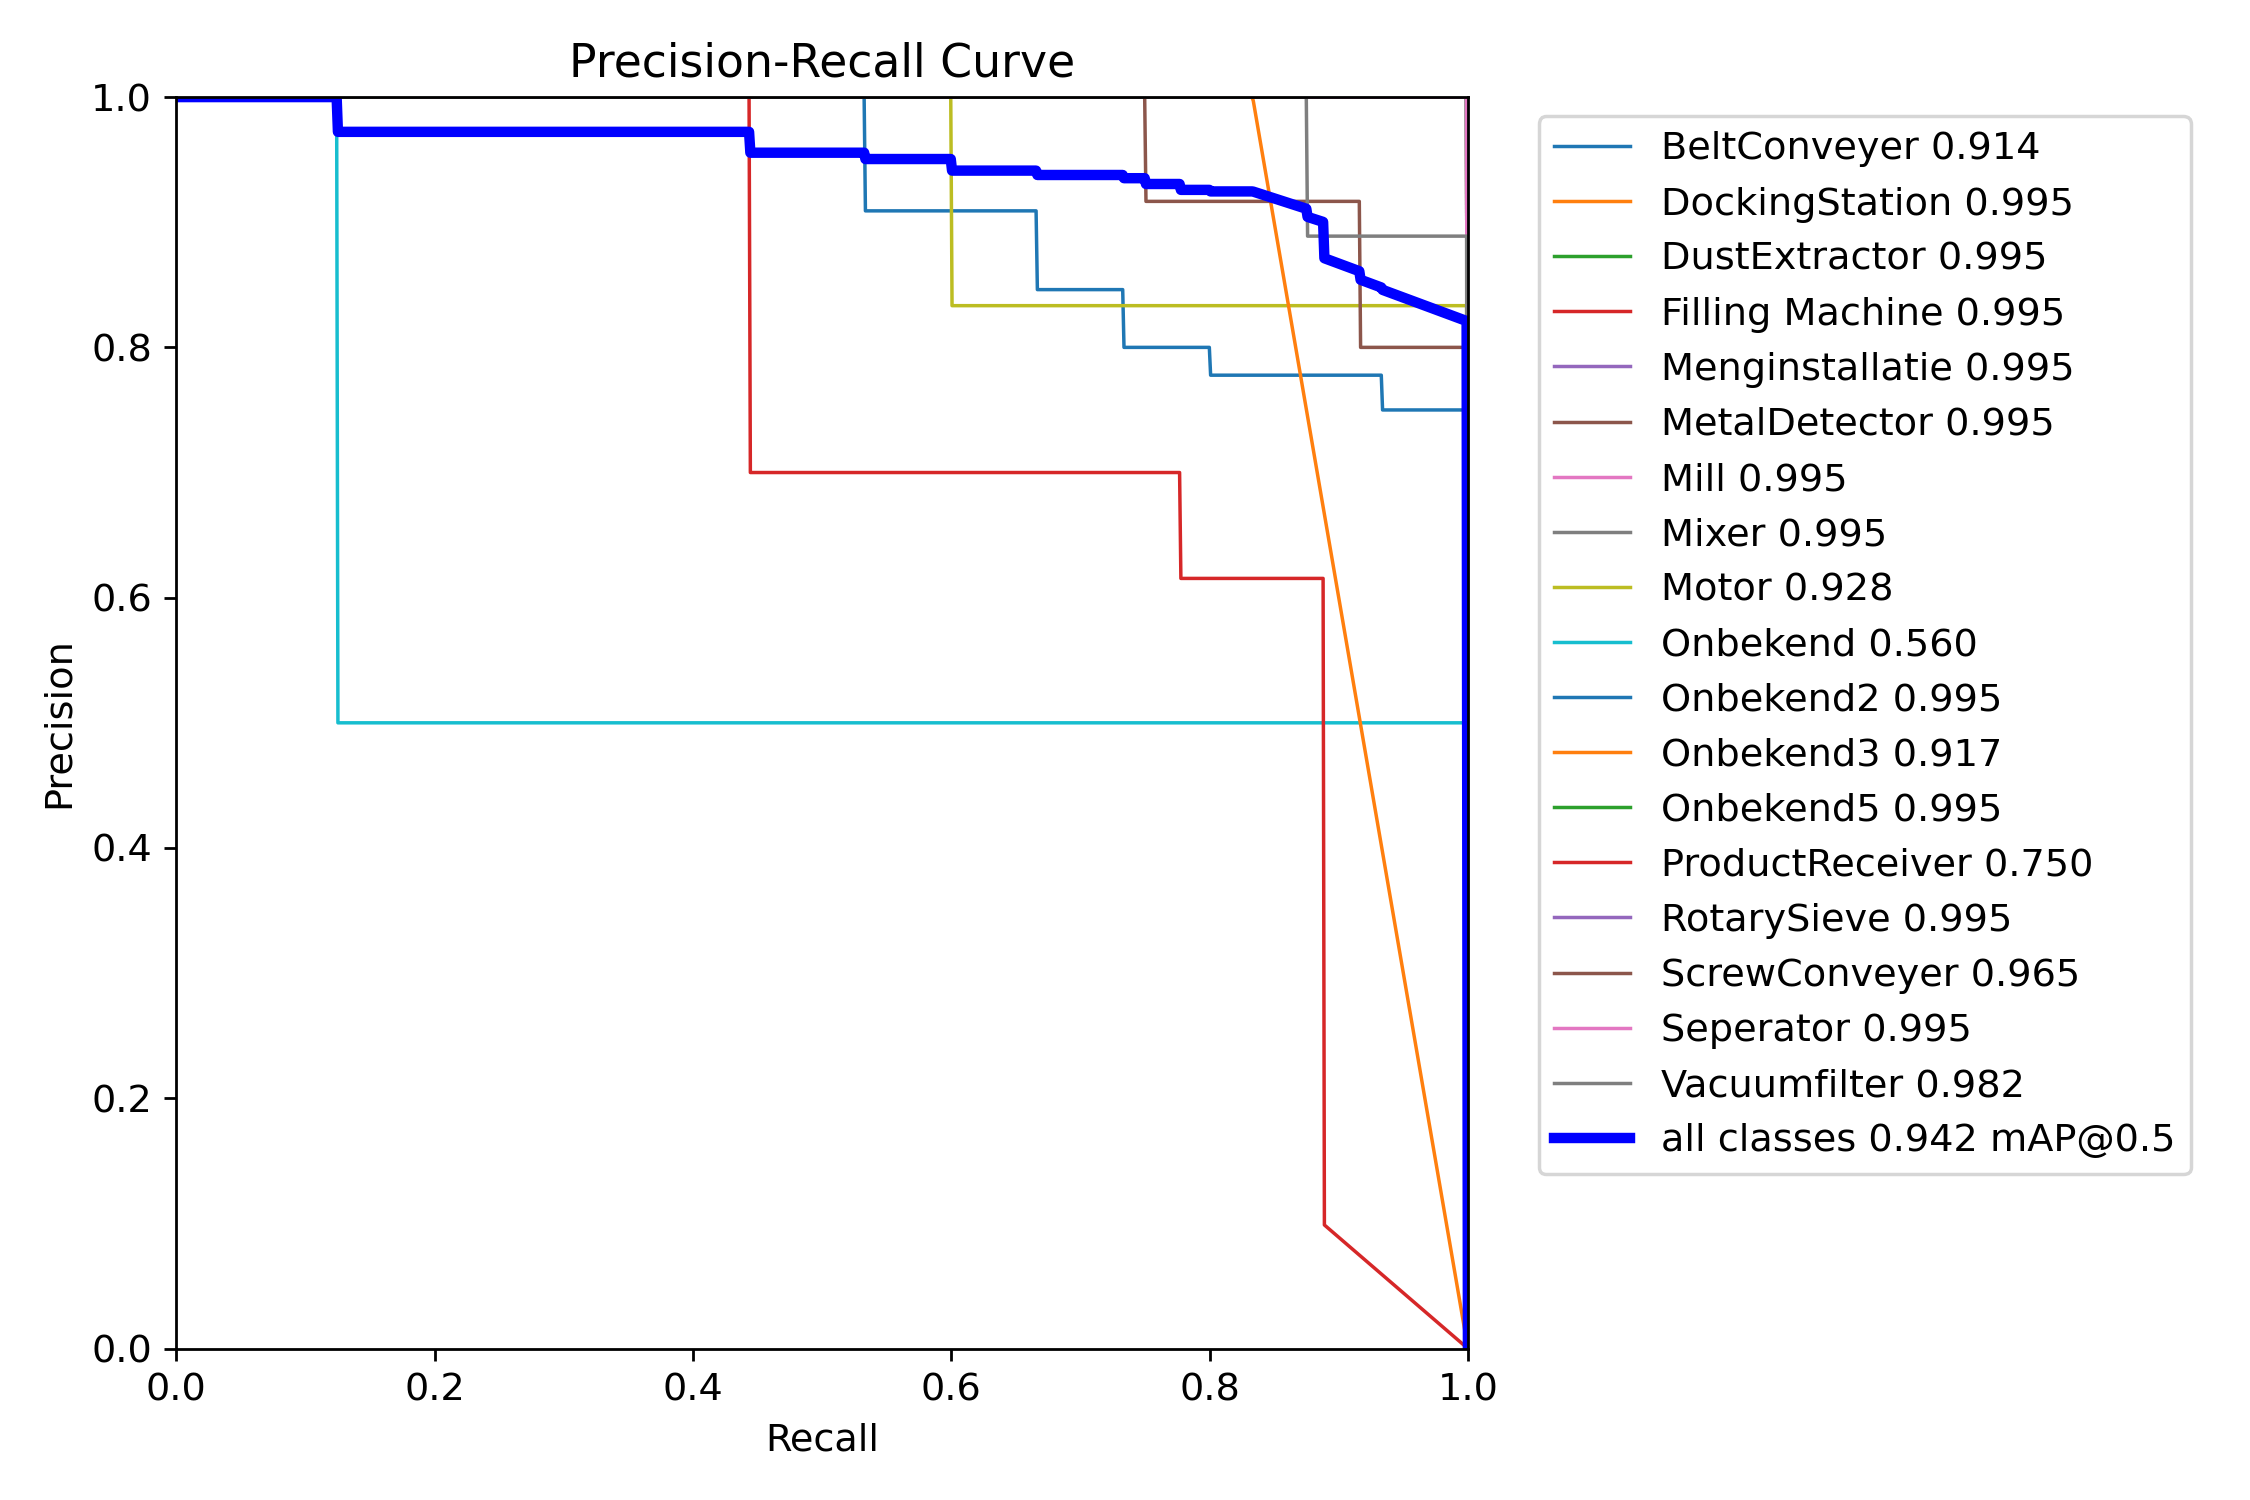 Precision-Recall Curve
1.0
0.8
0.6
0.4
0.2
0.0
Precision
0.0 0.2 0.4 0.6 0.8 1.0
Recall
BeltConveyer 0.914
DockingStation 0.995
DustExtractor 0.995
Filling Machine 0.995
Menginstallatie 0.995
MetalDetector 0.995
Mill 0.995
Mixer 0.995
Motor 0.928
Onbekend 0.560
Onbekend2 0.995
Onbekend3 0.917
Onbekend5 0.995
ProductReceiver 0.750
RotarySieve 0.995
ScrewConveyer 0.965
Seperator 0.995
Vacuumfilter 0.982
all classes 0.942 mAP@0.5